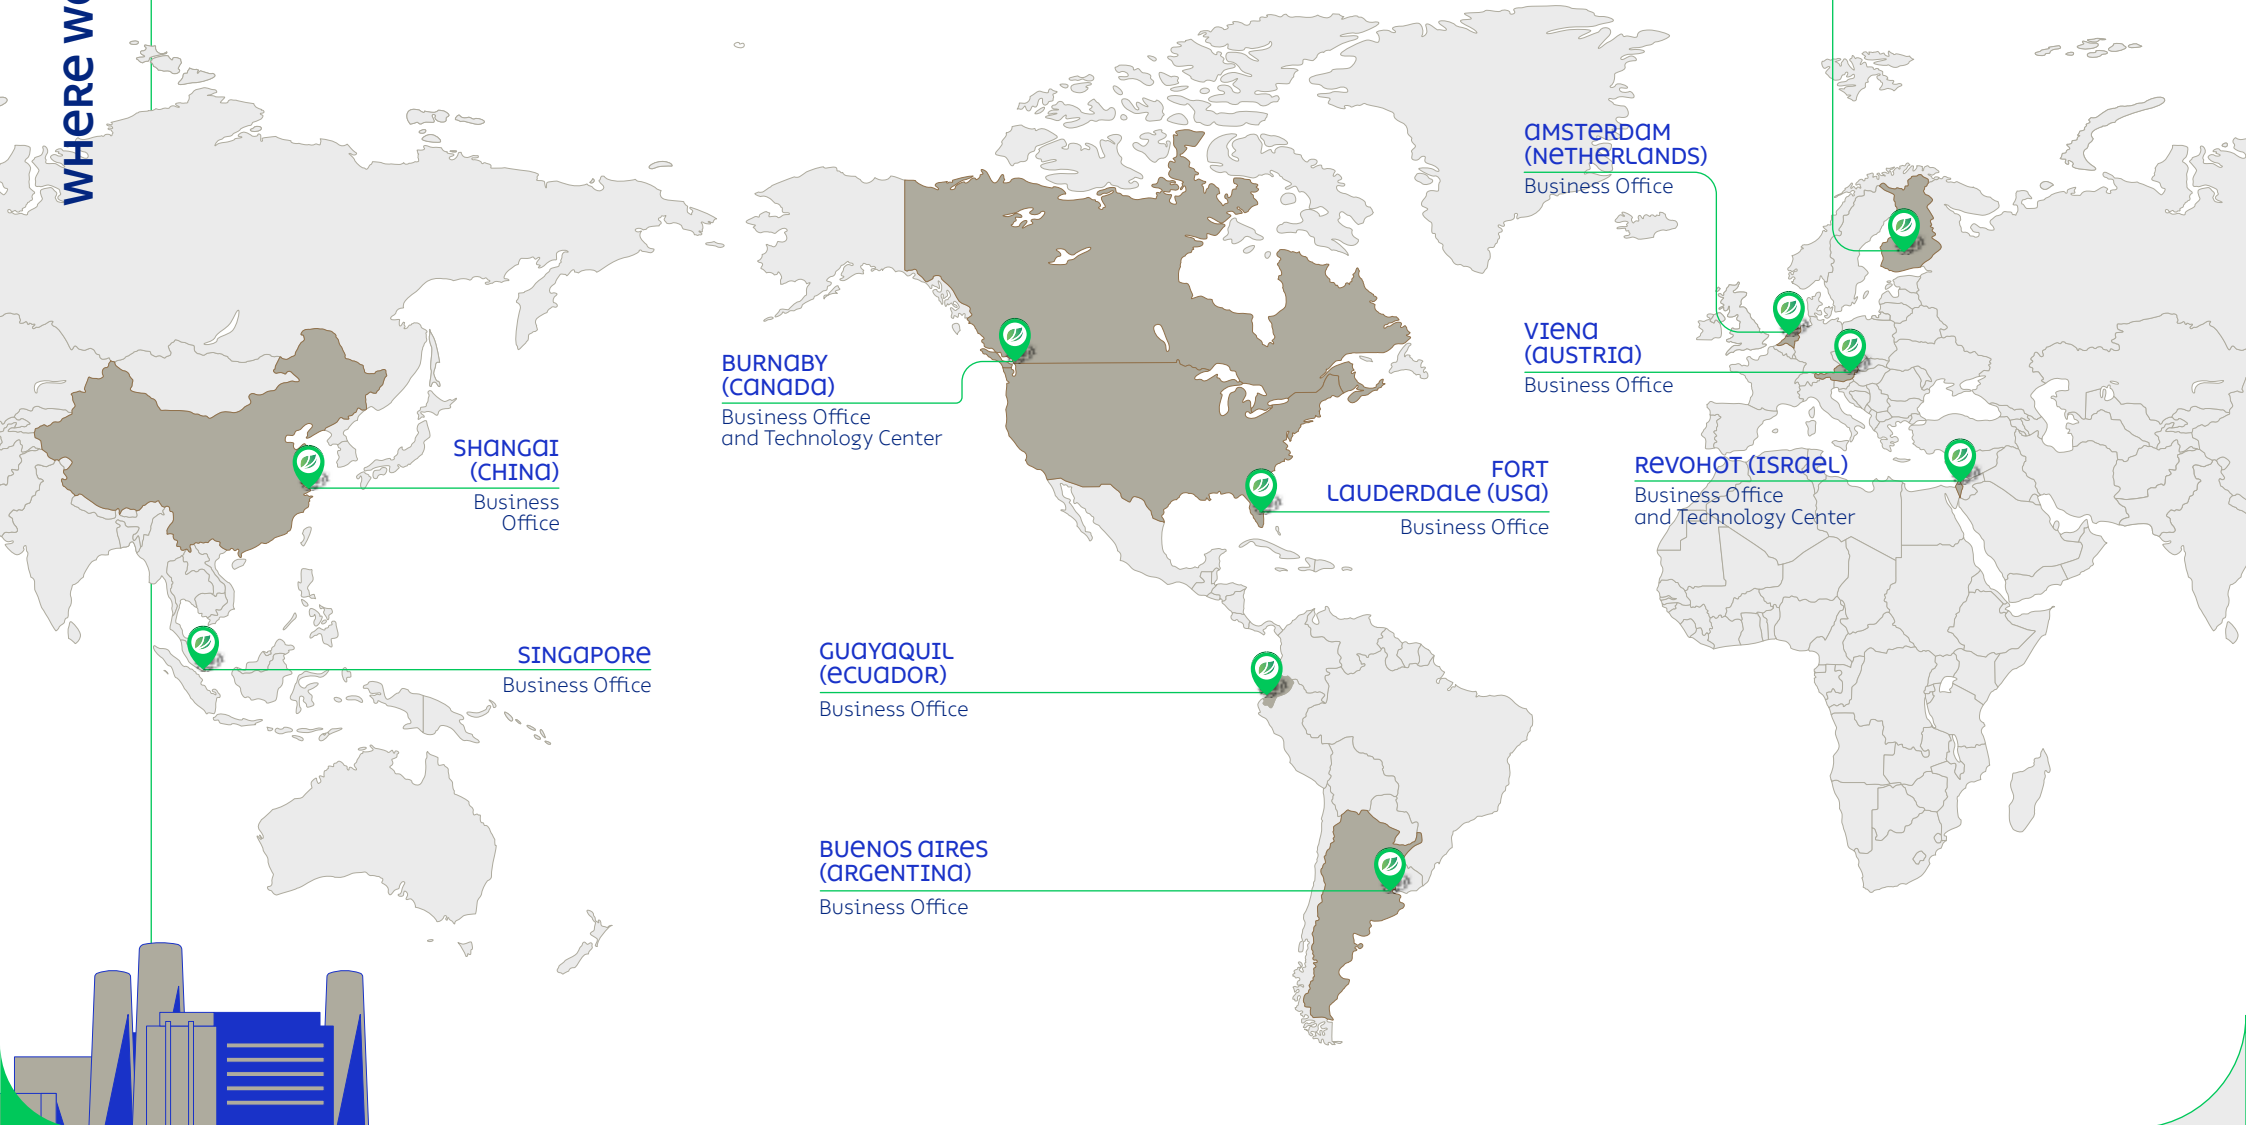 WHERE
AMSTERDAM
(NETHERLANDS)
Business Office
VIENA
(AUSTRIA)
Business Office
BURNABY
(CANADA)
Business Office
and Technology Center
SHANGAI
(CHINA)
Business
Office
FORT
LAUDERDALE (USA)
Business Office
REVOHOT (ISRAEL)
Business Office
and Technology Center
SINGAPORE
Business Office
GUAYAQUIL
(ECUADOR)
Business Office
BUENOS AIRES
(ARGENTINA)
Business Office